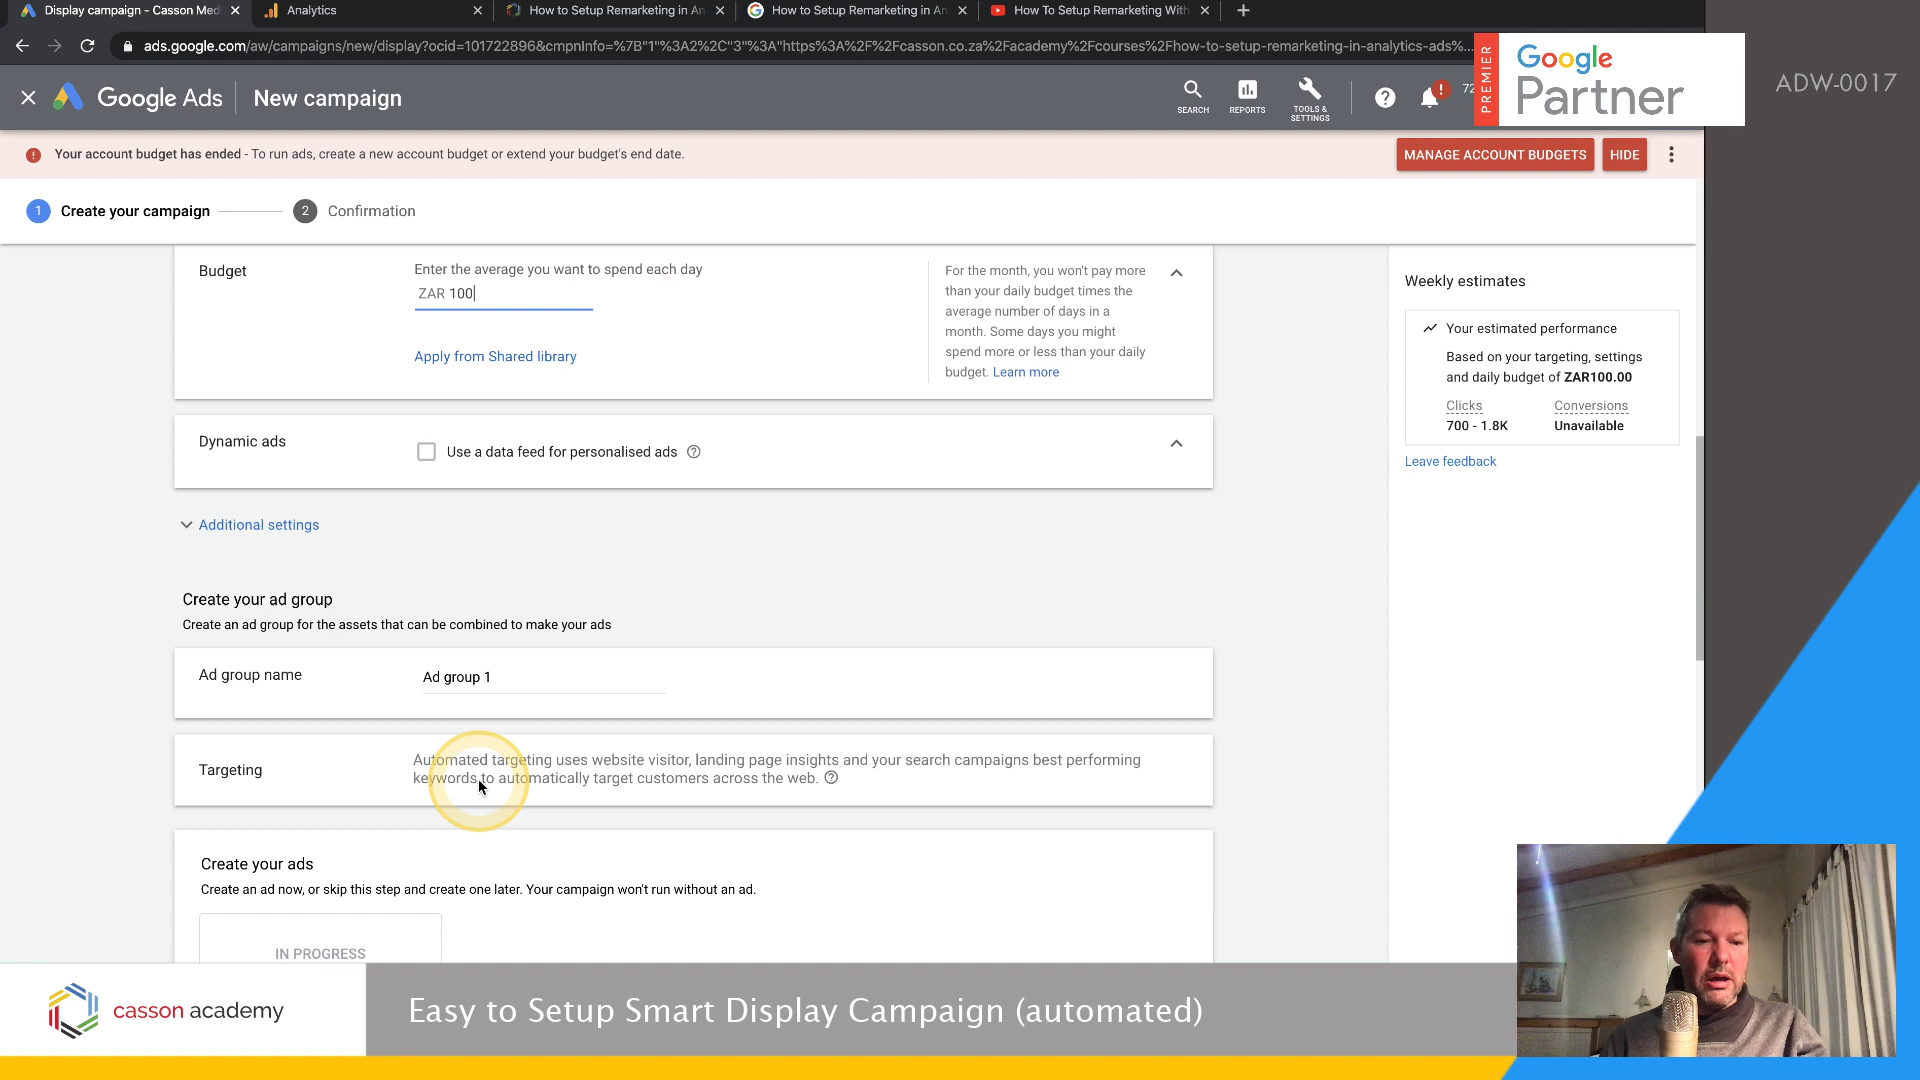 Display campaign - Casson Med
Analytics
How to Setup Remarketing in An
How to Setup Remarketing in An
How To Setup Remarketing With
ads.google.com/aw/campaigns/new/display?ocid=101722896&cmpnInfo=%7B"1"%3A2%2C"3"%3A"https%3A%2F%2Fcasson.co.za%2Facademy%2Fcourses%2Fhow-to-setup-remarketing-in-analytics-ads%...
Google Ads
New campaign
SEARCH
REPORTS
TOOLS &
SETTINGS
72
PREMIER
Google
Partner
ADW-0017
Your account budget has ended - To run ads, create a new account budget or extend your budget's end date.
MANAGE ACCOUNT BUDGETS
HIDE
1 Create your campaign
2 Confirmation
Budget
Enter the average you want to spend each day
ZAR 100
Apply from Shared library
For the month, you won't pay more
than your daily budget times the
average number of days in a
month. Some days you might
spend more or less than your daily
budget. Learn more
Weekly estimates
Your estimated performance
Based on your targeting, settings
and daily budget of ZAR100.00
Clicks Conversions
700 - 1.8K Unavailable
Leave feedback
Dynamic ads
Use a data feed for personalised ads
Additional settings
Create your ad group
Create an ad group for the assets that can be combined to make your ads
Ad group name
Ad group 1
Targeting
Automated targeting uses website visitor, landing page insights and your search campaigns best performing
keywords to automatically target customers across the web.
Create your ads
Create an ad now, or skip this step and create one later. Your campaign won't run without an ad.
IN PROGRESS
casson academy
Easy to Setup Smart Display Campaign (automated)